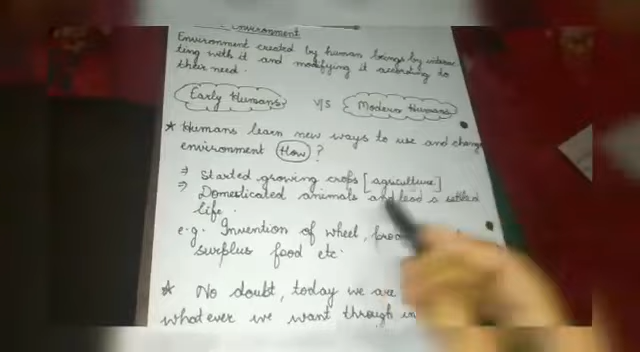 Environment
Environment created by human beings by interac
ting with it and modifying it according to
their need.
Early Humans v/s Modern Humans
* Humans learn new ways to use and change
environment How ?
⇒ Started growing crops [agriculture]
⇒ Domesticated animals and lead a settled
life.
e.g. Invention of wheel,
surplus food etc.
* No doubt, today we are
whatever we want through in